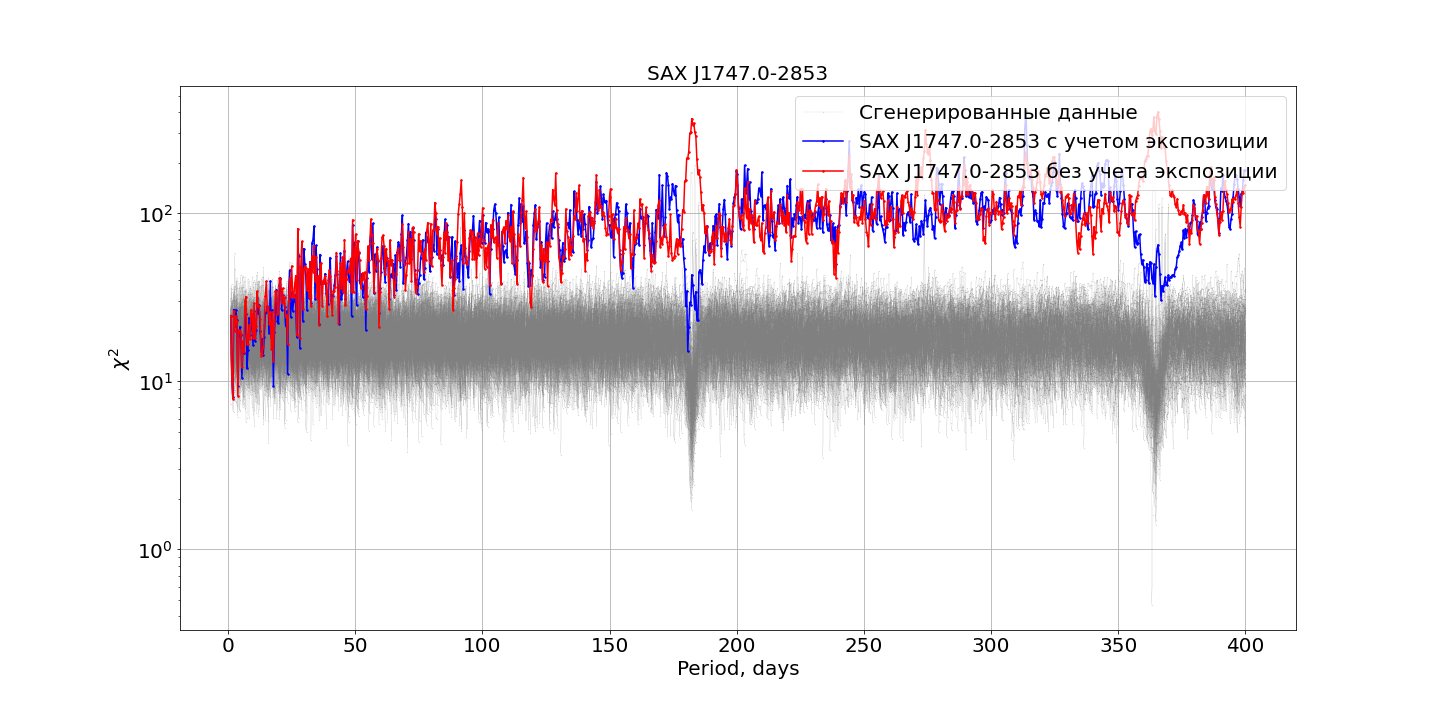 SAX J1747.0-2853
Сгенерированные данные
SAX J1747.0-2853 с учетом экспозиции
SAX J1747.0-2853 без учета экспозиции
χ²
10²
10¹
10⁰
0 50 100 150 200 250 300 350 400
Period, days